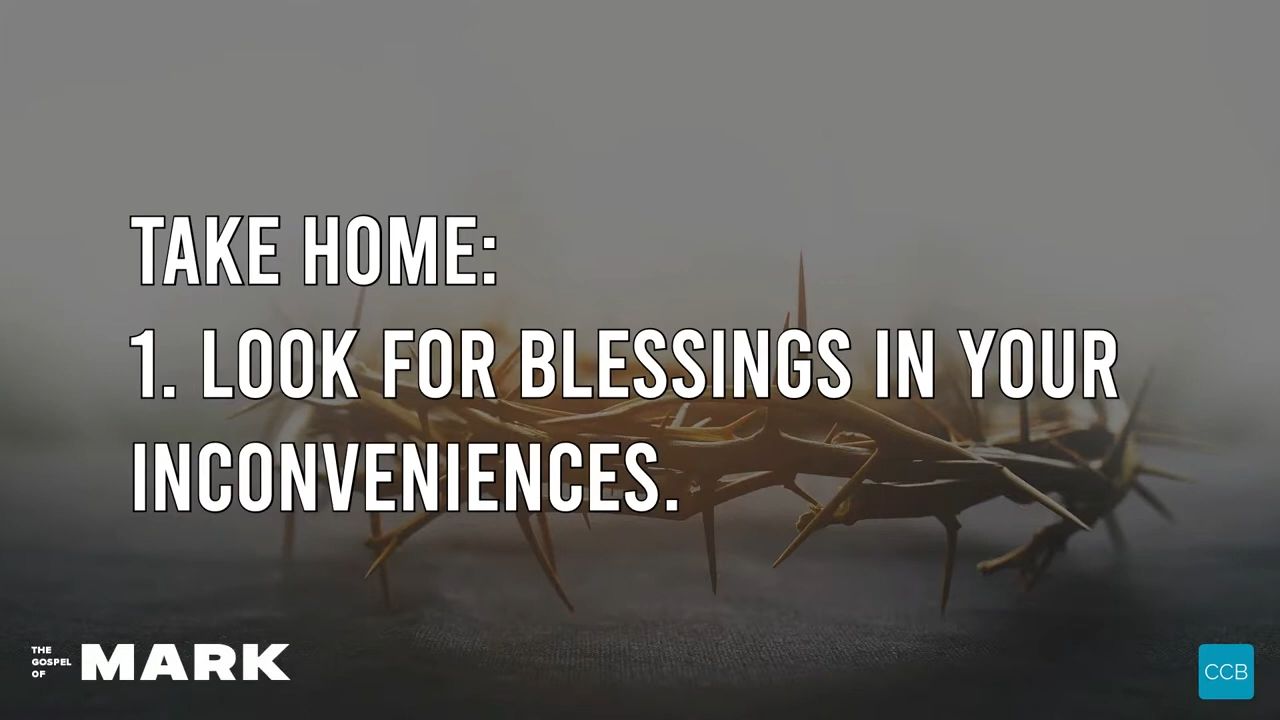 TAKE HOME:
1. LOOK FOR BLESSINGS IN YOUR
INCONVENIENCES.
THE
GOSPEL
OF
MARK
CCB